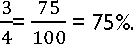 3/4 = 75/100 = 75%.